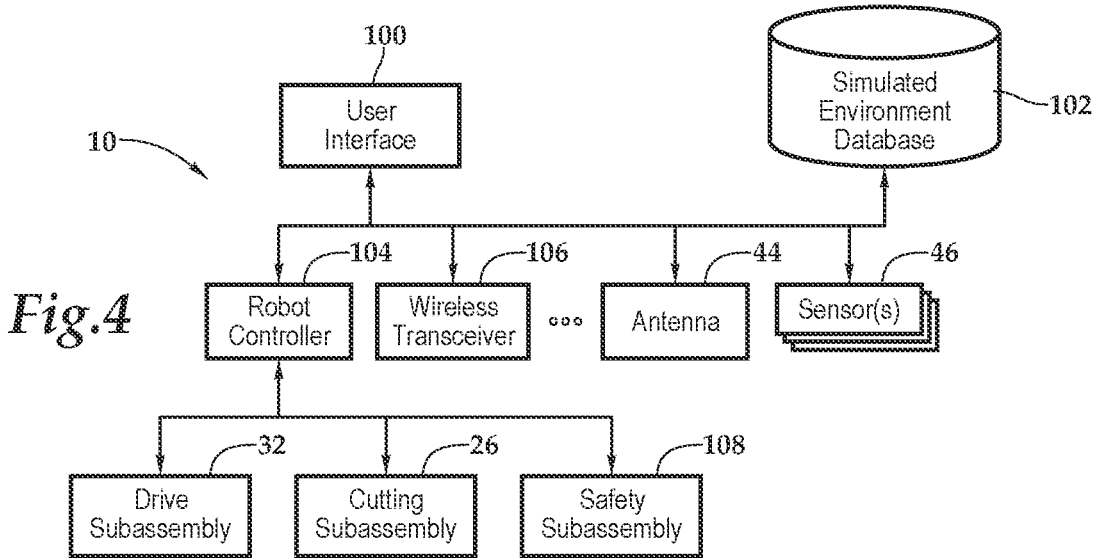 100
User
Interface
Simulated
Environment
Database
102
10
104
106
44
46
Fig.4
Robot
Controller
Wireless
Transceiver
Antenna
Sensor(s)
32
26
108
Drive
Subassembly
Cutting
Subassembly
Safety
Subassembly